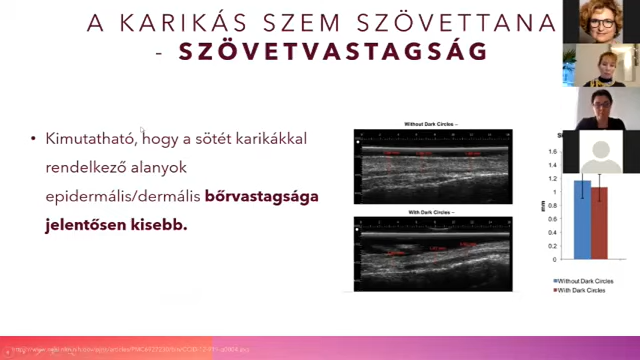 A KARIKÁS SZEM SZÖVETTANA
- SZÖVETVASTAGSÁG
• Kimutatható, hogy a sötét karikákkal
rendelkező alanyok
epidermális/dermális bőrvastagsága
jelentősen kisebb.
Without Dark Circles –
With Dark Circles –
1.6
1.4
1.2
1
0.8
0.6
0.4
0.2
0
mm
Without Dark Circles
With Dark Circles